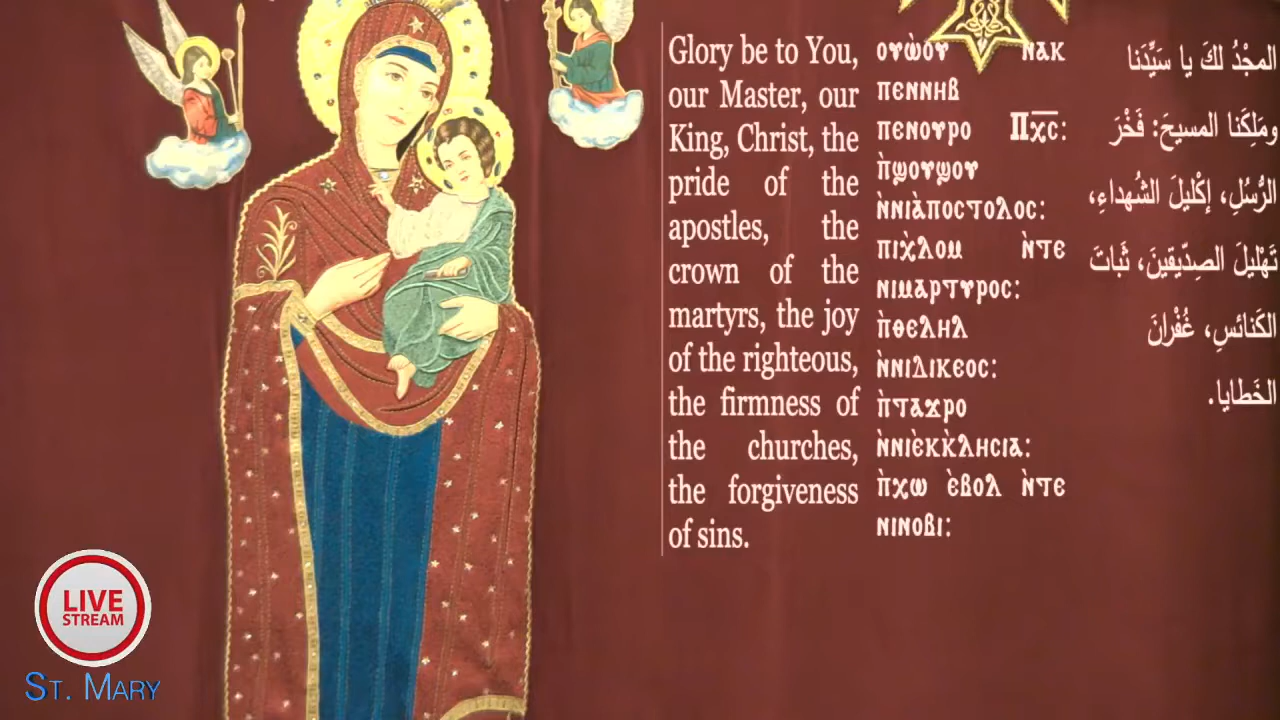 Glory be to You,
our Master, our
King, Christ, the
pride of the
apostles, the
crown of the
martyrs, the joy
of the righteous,
the firmness of
the churches,
the forgiveness
of sins.
ⲟⲩⲱ̀ⲟⲩ ⲛⲁⲕ
ⲡⲉⲛⲛⲏⲃ
ⲡⲉⲛⲟⲩⲣⲟ Ⲡⲭ̅ⲥ̅:
ⲡ̀ϣⲟⲩϣⲟⲩ
ⲛ̀ⲛⲓⲁ̀ⲡⲟⲥⲧⲟⲗⲟⲥ:
ⲡⲓⲭ̀ⲗⲟⲙ ⲛ̀ⲧⲉ
ⲛⲓⲙⲁⲣⲧⲩⲣⲟⲥ:
ⲡ̀ⲑⲉⲗⲏⲗ
ⲛ̀ⲛⲓⲇⲓⲕⲉⲟⲥ:
ⲡ̀ⲧⲁϫⲣⲟ
ⲛ̀ⲛⲓⲉ̀ⲕⲕ̀ⲗⲏⲥⲓⲁ:
ⲡ̀ⲭⲱ ⲉ̀ⲃⲟⲗ ⲛ̀ⲧⲉ
ⲛⲓⲛⲟⲃⲓ:
المجْدُ لكَ يا سَيِّدَنا
ومَلِكَنا المسيحَ: فَخْرَ
الرُّسُلِ، إكْليلَ الشُهداءِ،
تَهْليلَ الصِدّيقينَ، ثَباتَ
الكَنائسِ، غُفْرانَ
الخَطايا.
LIVE
STREAM
St. Mary